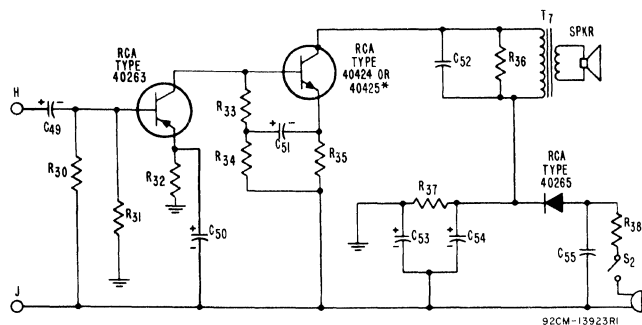 T7
SPKR
RCA
TYPE
40263
RCA
TYPE
40424 OR
40425*
C52
R36
H
+ -
C49
R33
+ -
C51
R30
R34
R35
R32
R31
RCA
TYPE
40265
R37
R38
+
-
C50
+
-
C53
+
-
C54
C55
S2
J
92CM-13923RI